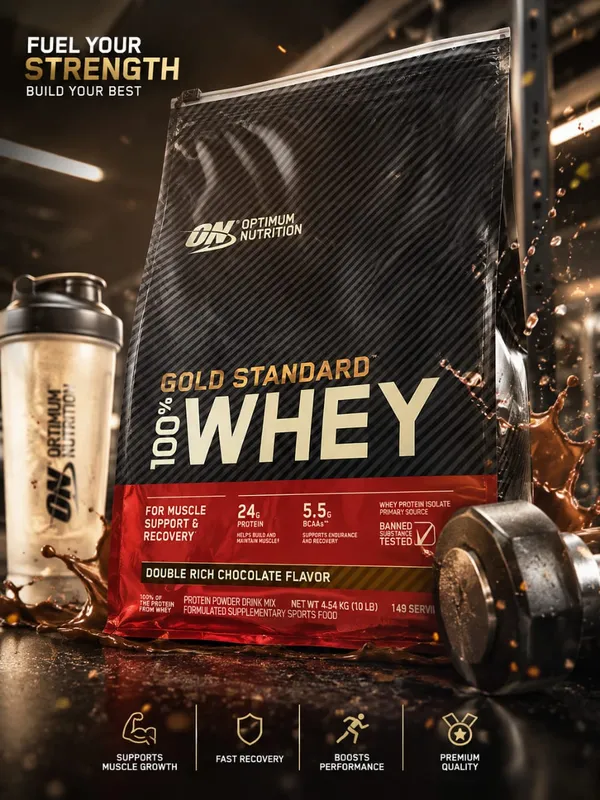 FUEL YOUR
STRENGTH
BUILD YOUR BEST
ON® OPTIMUM
NUTRITION
GOLD STANDARD™
100% WHEY
ON OPTIMUM
NUTRITION
FOR MUSCLE
SUPPORT &
RECOVERY
24G
PROTEIN
HELPS BUILD AND
MAINTAIN MUSCLE†
5.5G
BCAAs™
SUPPORTS ENDURANCE
AND RECOVERY
WHEY PROTEIN ISOLATE
PRIMARY SOURCE
BANNED
SUBSTANCE
TESTED
DOUBLE RICH CHOCOLATE FLAVOR
100% OF
THE PROTEIN
FROM WHEY
PROTEIN POWDER DRINK MIX
FORMULATED SUPPLEMENTARY SPORTS FOOD
NET WT 4.54 KG (10 LB)
149 SERVI
SUPPORTS
MUSCLE GROWTH
FAST RECOVERY
BOOSTS
PERFORMANCE
PREMIUM
QUALITY